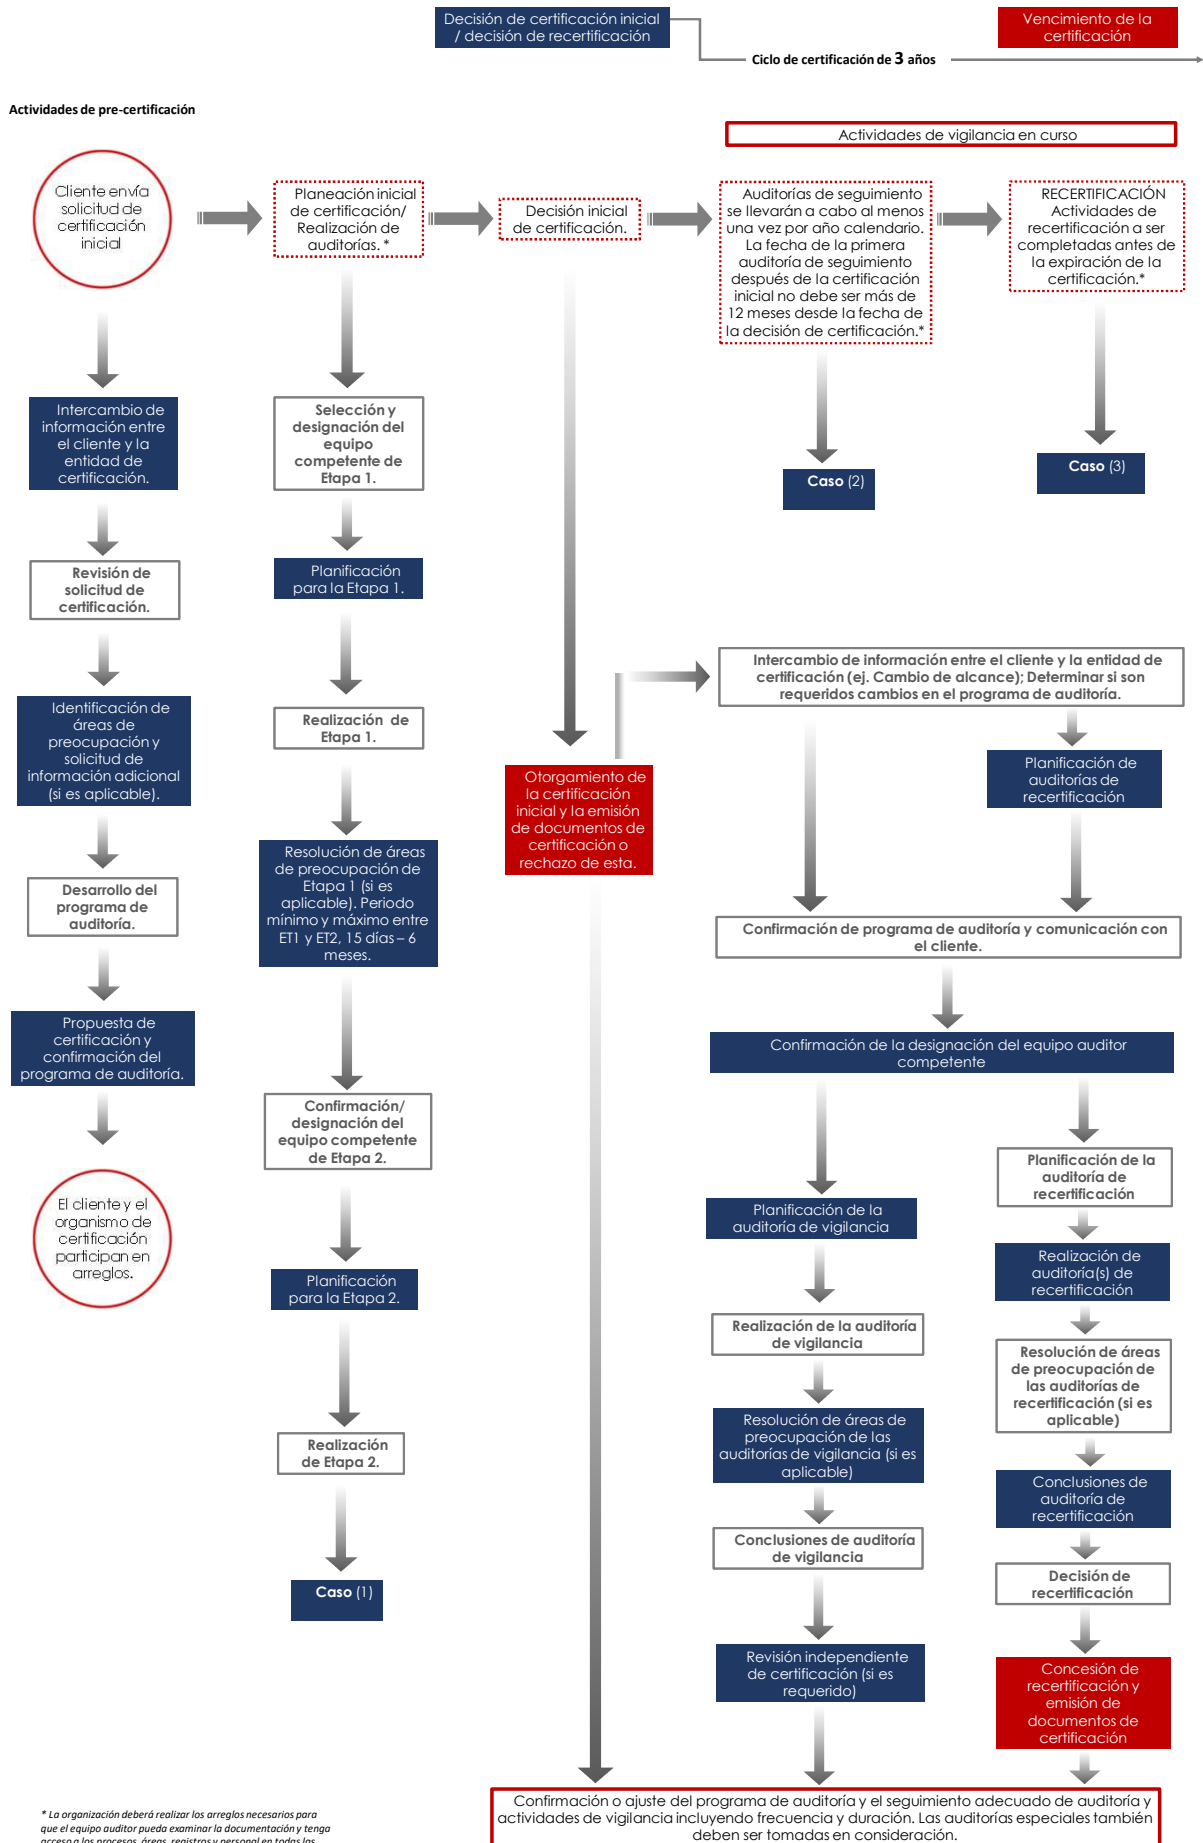 Decisión de certificación inicial
/ decisión de recertificación
Vencimiento de la
certificación
Ciclo de certificación de 3 años
Actividades de pre-certificación
Actividades de vigilancia en curso
Cliente envía
solicitud de
certificación
inicial
Planeación inicial
de certificación/
Realización de
auditorías. *
Decisión inicial
de certificación.
Auditorías de seguimiento
se llevarán a cabo al menos
una vez por año calendario.
La fecha de la primera
auditoría de seguimiento
después de la certificación
inicial no debe ser más de
12 meses desde la fecha de
la decisión de certificación.*
RECERTIFICACIÓN
Actividades de
recertificación a ser
completadas antes de
la expiración de la
certificación.*
Intercambio de
información entre
el cliente y la
entidad de
certificación.
Revisión de
solicitud de
certificación.
Identificación de
áreas de
preocupación y
solicitud de
información adicional
(si es aplicable).
Desarrollo del
programa de
auditoría.
Propuesta de
certificación y
confirmación del
programa de auditoría.
El cliente y el
organismo de
certificación
participan en
arreglos.
Selección y
designación del
equipo
competente de
Etapa 1.
Planificación
para la Etapa 1.
Realización de
Etapa 1.
Resolución de áreas
de preocupación de
Etapa 1 (si es
aplicable). Periodo
mínimo y máximo entre
ET1 y ET2, 15 días – 6
meses.
Confirmación/
designación del
equipo competente
de Etapa 2.
Planificación
para la Etapa 2.
Realización
de Etapa 2.
Caso (1)
Otorgamiento de
la certificación
inicial y la emisión
de documentos de
certificación o
rechazo de esta.
Caso (2)
Caso (3)
Intercambio de información entre el cliente y la entidad de
certificación (ej. Cambio de alcance); Determinar si son
requeridos cambios en el programa de auditoría.
Planificación de
auditorías de
recertificación
Confirmación de programa de auditoría y comunicación con
el cliente.
Confirmación de la designación del equipo auditor
competente
Planificación de la
auditoría de vigilancia
Realización de la auditoría
de vigilancia
Resolución de áreas de
preocupación de las
auditorías de vigilancia (si es
aplicable)
Conclusiones de auditoría
de vigilancia
Revisión independiente
de certificación (si es
requerido)
Planificación de la
auditoría de
recertificación
Realización de
auditoría(s) de
recertificación
Resolución de áreas
de preocupación de
las auditorías de
recertificación (si es
aplicable)
Conclusiones de
auditoría de
recertificación
Decisión de
recertificación
Concesión de
recertificación y
emisión de
documentos de
certificación
Confirmación o ajuste del programa de auditoría y el seguimiento adecuado de auditoría y
actividades de vigilancia incluyendo frecuencia y duración. Las auditorías especiales también
deben ser tomadas en consideración.
* La organización deberá realizar los arreglos necesarios para
que el equipo auditor pueda examinar la documentación y tenga
acceso a los procesos, áreas, registros y personal en todas las